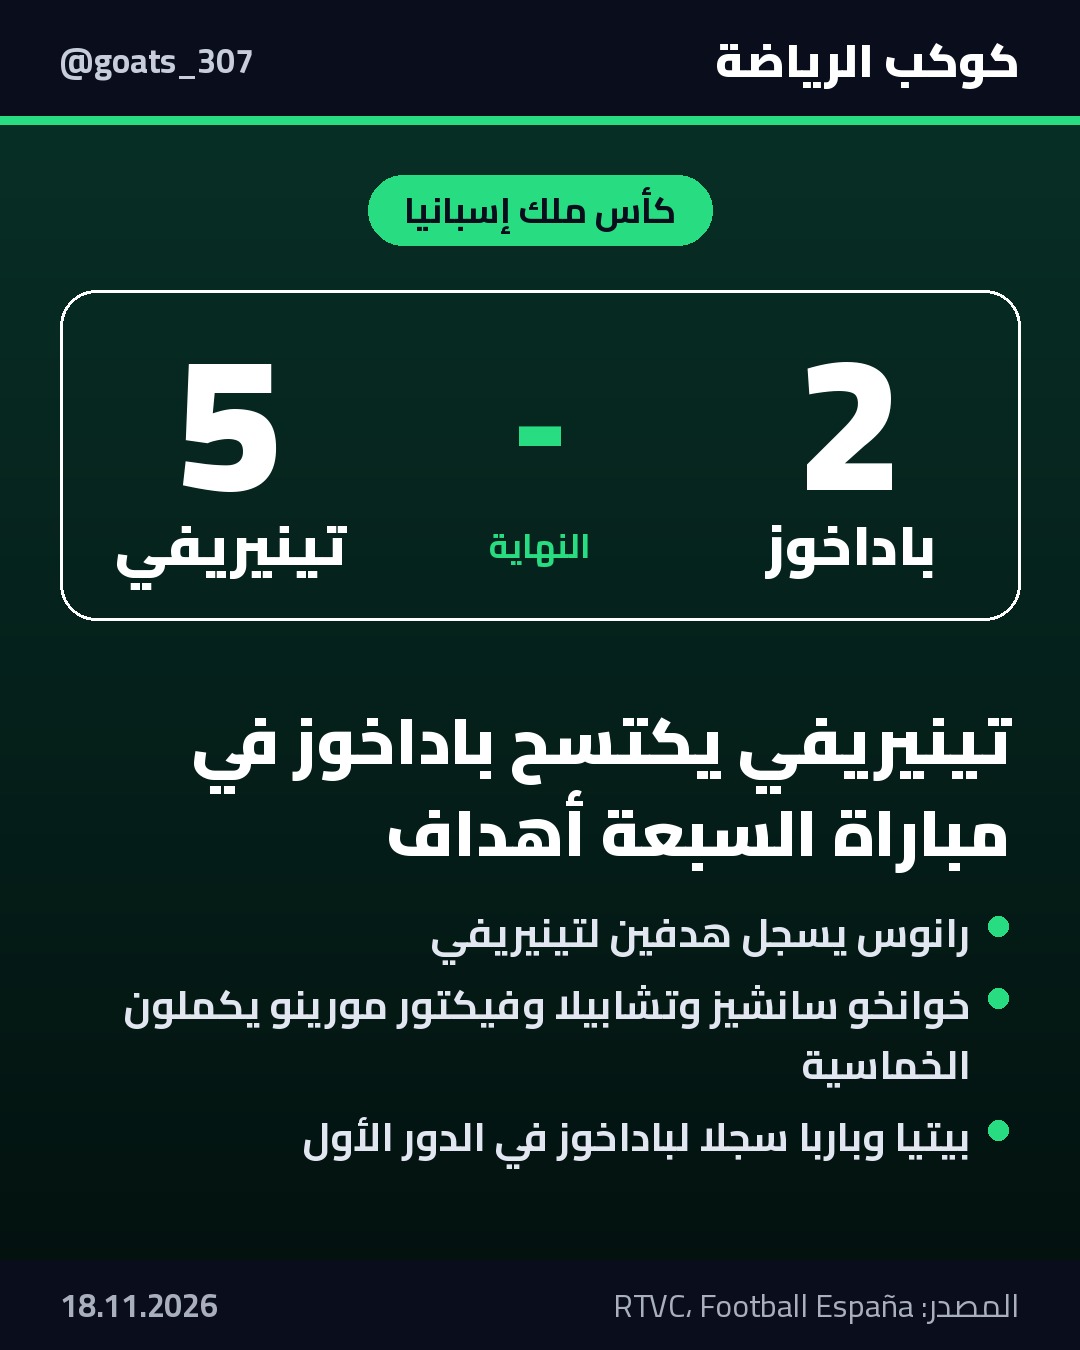 كوكب الرياضة
@goats_307
كأس ملك إسبانيا
2 - 5
باداخوز النهاية تينيريفي
تينيريفي يكتسح باداخوز في
مباراة السبعة أهداف
رانوس يسجل هدفين لتينيريفي
خوانخو سانشيز وتشابيلا وفيكتور مورينو يكملون
الخماسية
بيتيا وباربا سجلا لباداخوز في الدور الأول
المصدر: RTVC، Football España
18.11.2026